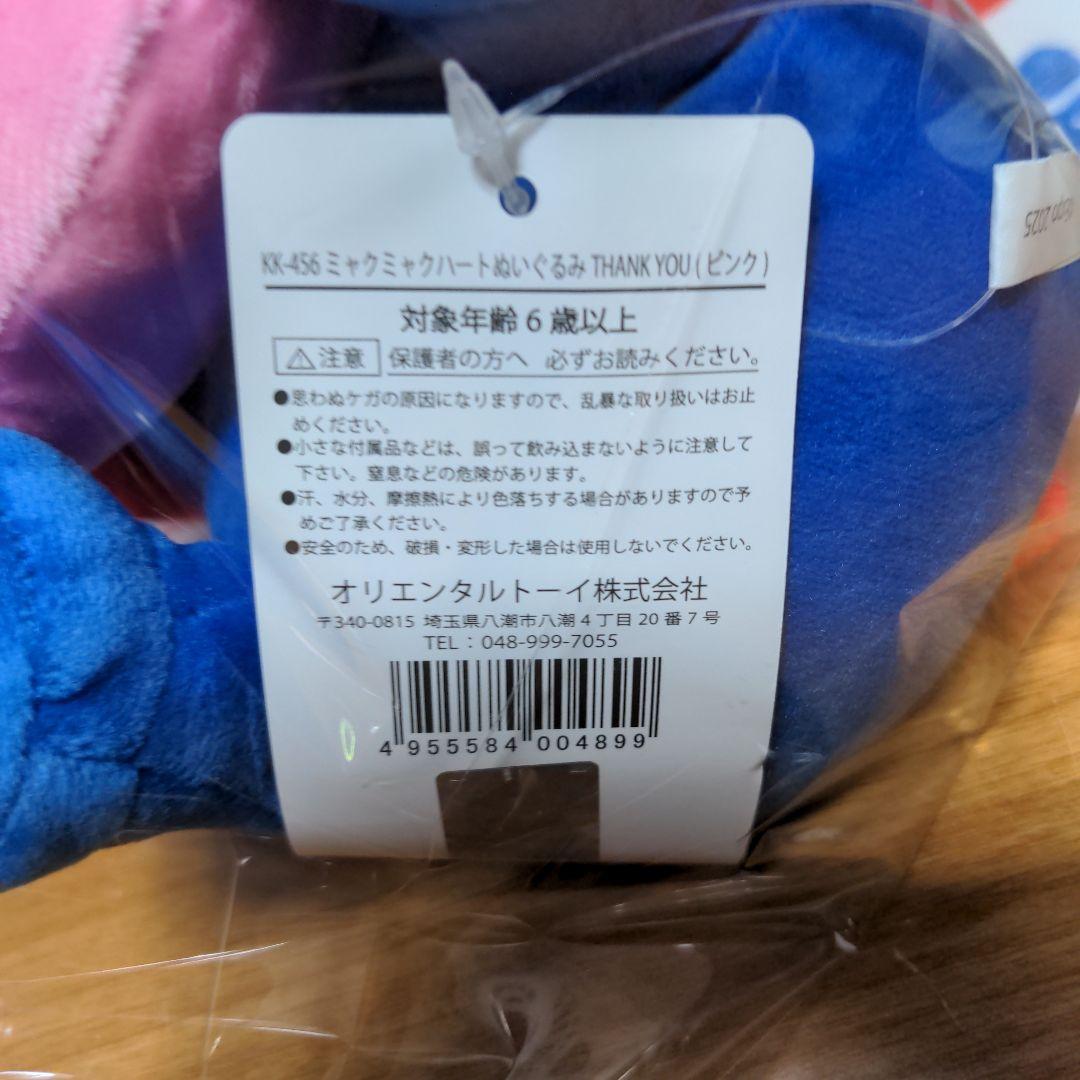 KK-456 ミャクミャクハートぬいぐるみ THANK YOU ( ピンク )
対象年齢 6 歳以上
⚠注意 保護者の方へ 必ずお読みください。
●思わぬケガの原因になりますので、乱暴な取り扱いはお止
めください。
●小さな付属品などは、誤って飲み込まないように注意して
下さい。窒息などの危険があります。
●汗、水分、摩擦熱により色落ちする場合がありますので予
めご了承ください。
●安全のため、破損・変形した場合は使用しないでください。
オリエンタルトーイ株式会社
〒340-0815 埼玉県八潮市八潮 4 丁目 20 番 7 号
TEL：048-999-7055
4 955584 004899
2025